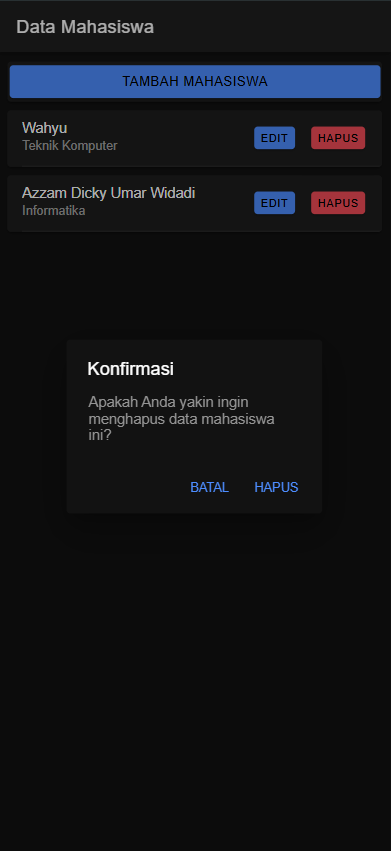 Data Mahasiswa
TAMBAH MAHASISWA
Wahyu
Teknik Komputer
EDIT
HAPUS
Azzam Dicky Umar Widadi
Informatika
EDIT
HAPUS
Konfirmasi
Apakah Anda yakin ingin
menghapus data mahasiswa
ini?
BATAL
HAPUS